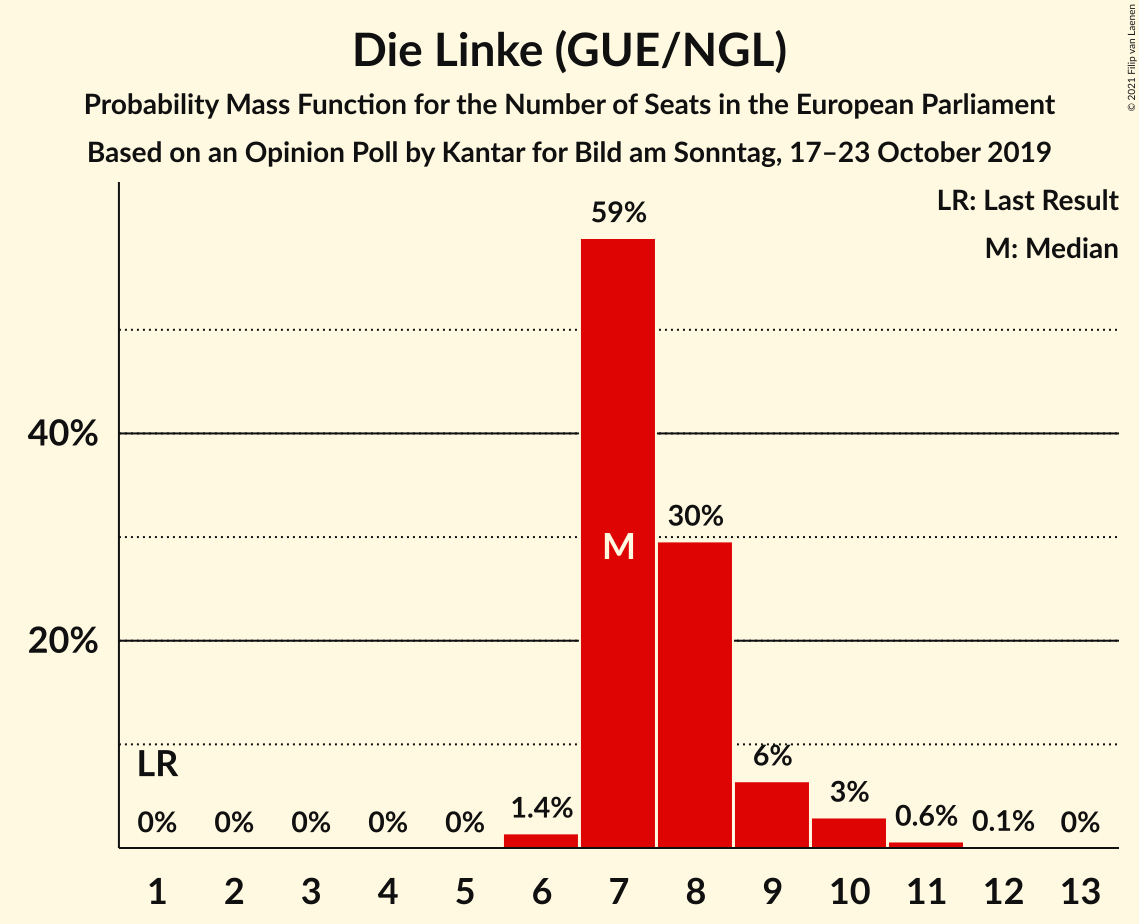 Die Linke (GUE/NGL)
Probability Mass Function for the Number of Seats in the European Parliament
Based on an Opinion Poll by Kantar for Bild am Sonntag, 17–23 October 2019
© 2021 Filip van Laenen
LR: Last Result
M: Median
59%
40%
30%
M
20%
LR
6%
3%
1.4%
0.6%
0.1%
0%
0%
0%
0%
0%
0%
1 2 3 4 5 6 7 8 9 10 11 12 13